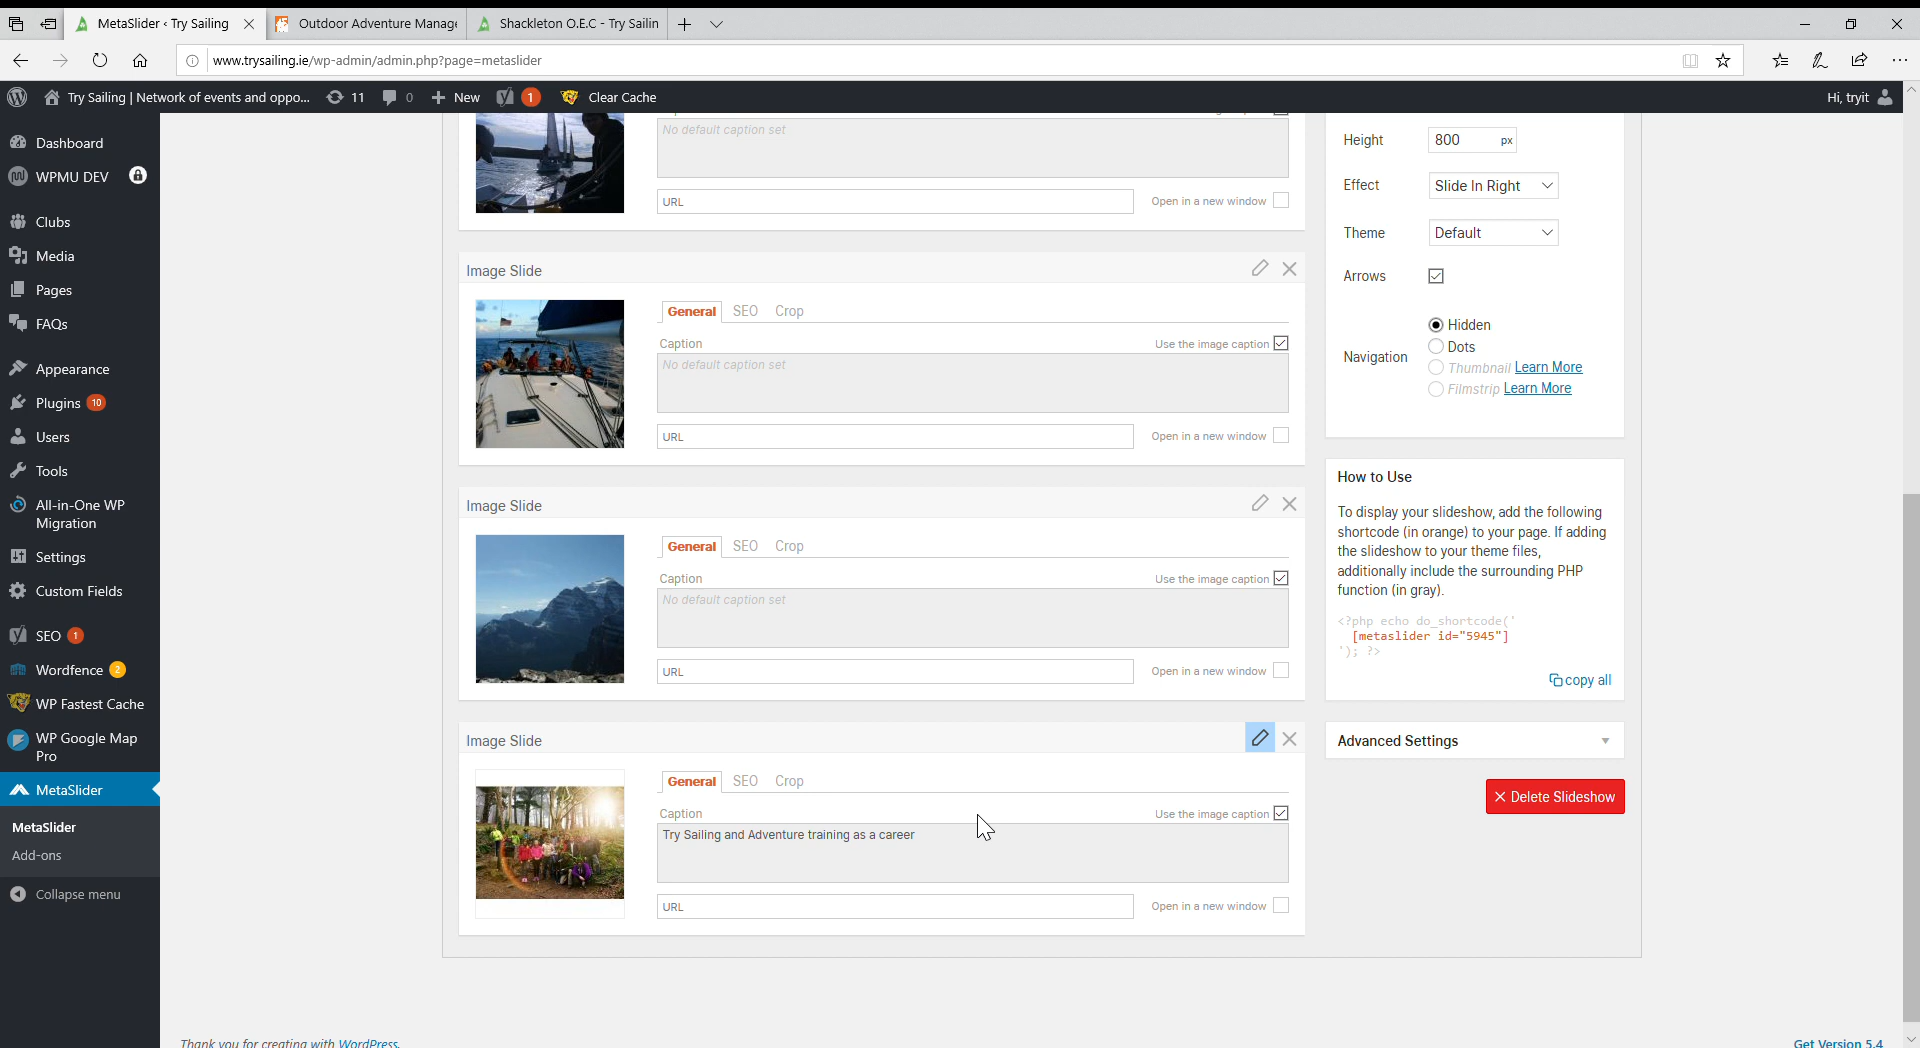 MetaSlider ‹ Try Sailing
Outdoor Adventure Manage
Shackleton O.E.C - Try Sailin
www.trysailing.ie/wp-admin/admin.php?page=metaslider
Try Sailing | Network of events and oppo...
11
0
New
1
Clear Cache
Hi, tryit
Dashboard
WPMU DEV
Clubs
Media
Pages
FAQs
Appearance
Plugins 10
Users
Tools
All-in-One WP
Migration
Settings
Custom Fields
SEO 1
Wordfence 2
WP Fastest Cache
WP Google Map
Pro
MetaSlider
MetaSlider
Add-ons
Collapse menu
No default caption set
URL
Open in a new window
Image Slide
General SEO Crop
Caption
Use the image caption
No default caption set
URL
Open in a new window
Image Slide
General SEO Crop
Caption
Use the image caption
No default caption set
URL
Open in a new window
Image Slide
General SEO Crop
Caption
Use the image caption
Try Sailing and Adventure training as a career
URL
Open in a new window
Height 800 px
Effect Slide In Right
Theme Default
Arrows
Navigation
Hidden
Dots
Thumbnail Learn More
Filmstrip Learn More
How to Use
To display your slideshow, add the following
shortcode (in orange) to your page. If adding
the slideshow to your theme files,
additionally include the surrounding PHP
function (in gray).
<?php echo do_shortcode('
[metaslider id="5945"]
'); ?>
copy all
Advanced Settings
Delete Slideshow
Thank you for creating with WordPress.
Get Version 5.4